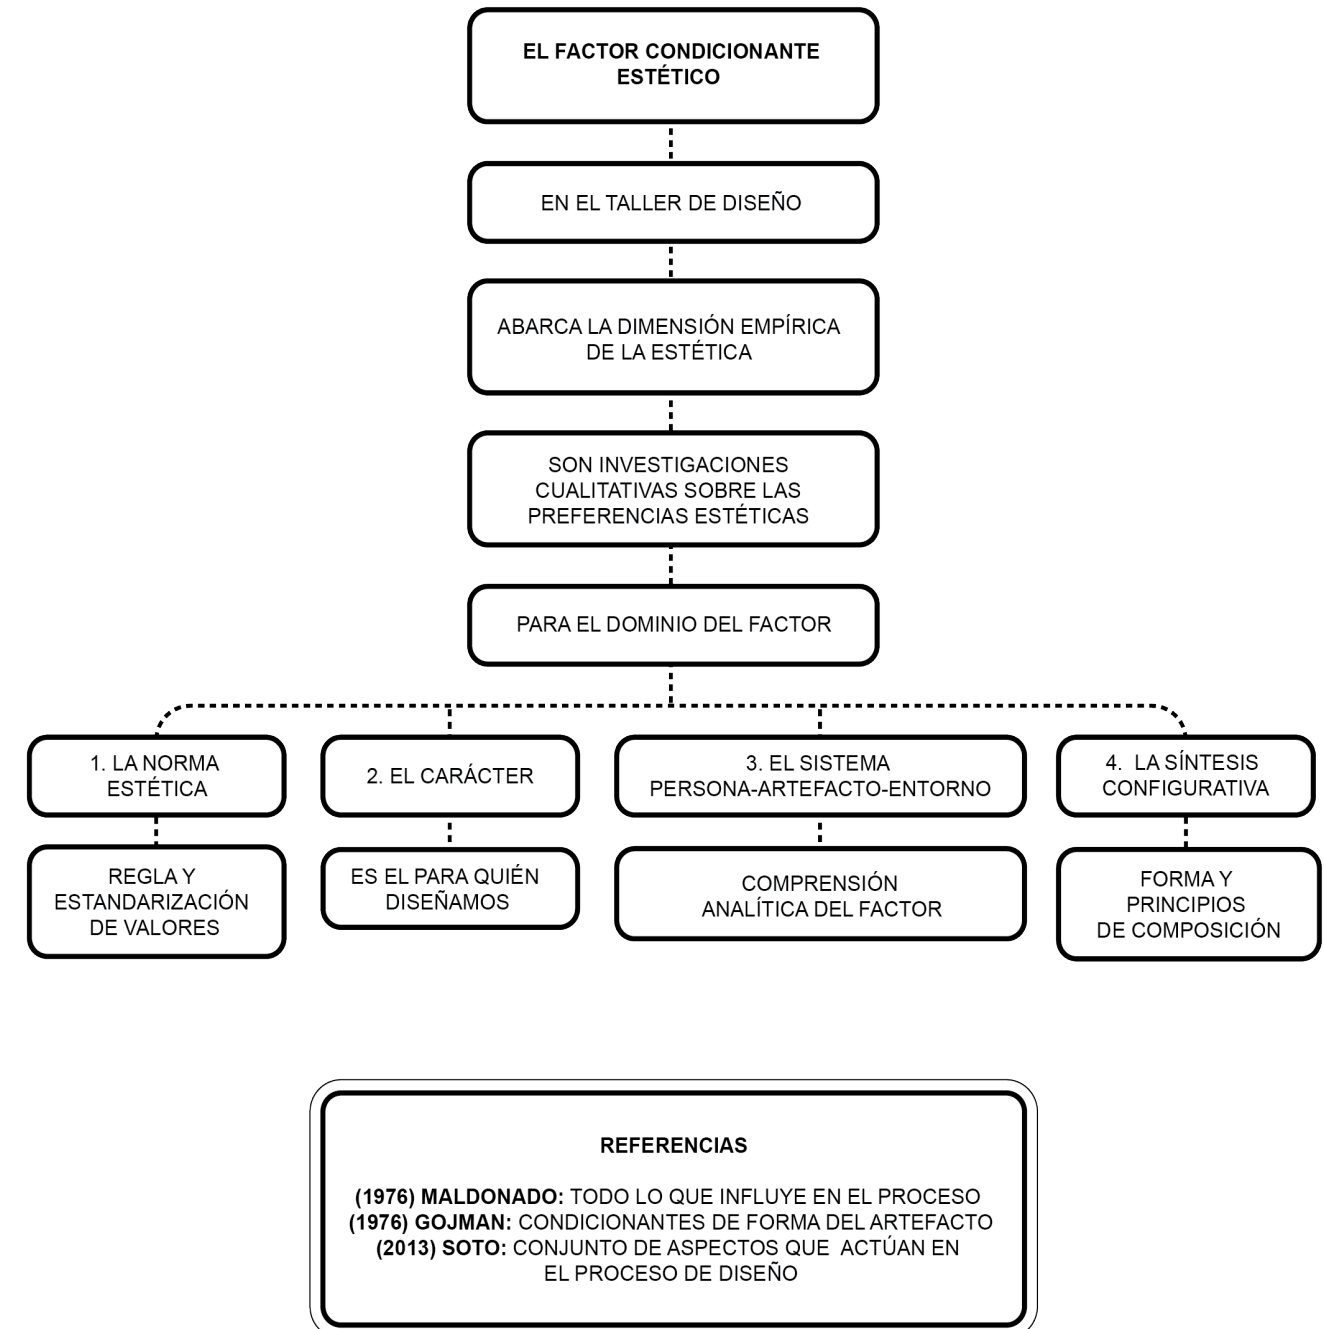 EL FACTOR CONDICIONANTE
ESTÉTICO
EN EL TALLER DE DISEÑO
ABARCA LA DIMENSIÓN EMPÍRICA
DE LA ESTÉTICA
SON INVESTIGACIONES
CUALITATIVAS SOBRE LAS
PREFERENCIAS ESTÉTICAS
PARA EL DOMINIO DEL FACTOR
1. LA NORMA
ESTÉTICA
2. EL CARÁCTER
3. EL SISTEMA
PERSONA-ARTEFACTO-ENTORNO
4. LA SÍNTESIS
CONFIGURATIVA
REGLA Y
ESTANDARIZACIÓN
DE VALORES
ES EL PARA QUIÉN
DISEÑAMOS
COMPRENSIÓN
ANALÍTICA DEL FACTOR
FORMA Y
PRINCIPIOS
DE COMPOSICIÓN
REFERENCIAS
(1976) MALDONADO: TODO LO QUE INFLUYE EN EL PROCESO
(1976) GOJMAN: CONDICIONANTES DE FORMA DEL ARTEFACTO
(2013) SOTO: CONJUNTO DE ASPECTOS QUE ACTÚAN EN
EL PROCESO DE DISEÑO